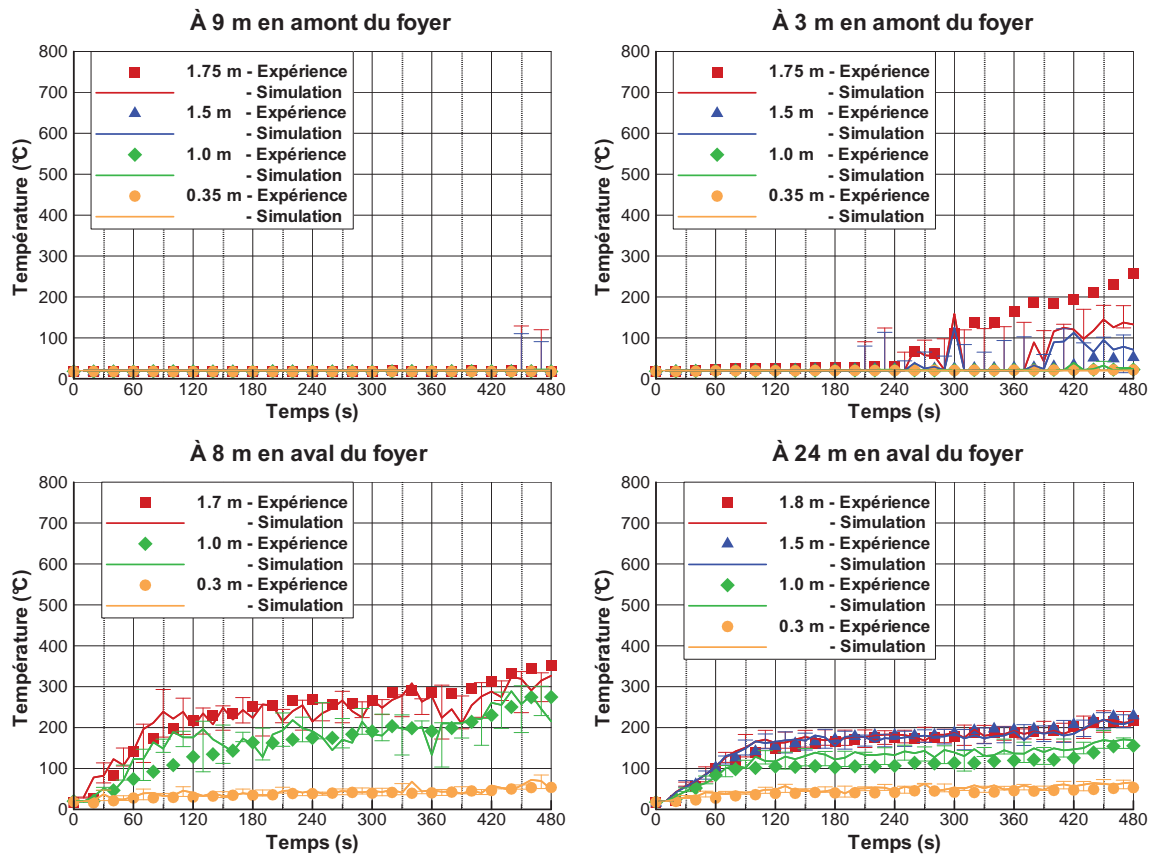 À 9 m en amont du foyer
800
700
600
500
400
300
200
100
0
Température (°C)
1.75 m - Expérience
- Simulation
1.5 m - Expérience
- Simulation
1.0 m - Expérience
- Simulation
0.35 m - Expérience
- Simulation
0 60 120 180 240 300 360 420 480
Temps (s)
À 3 m en amont du foyer
800
700
600
500
400
300
200
100
0
Température (°C)
1.75 m - Expérience
- Simulation
1.5 m - Expérience
- Simulation
1.0 m - Expérience
- Simulation
0.35 m - Expérience
- Simulation
0 60 120 180 240 300 360 420 480
Temps (s)
À 8 m en aval du foyer
800
700
600
500
400
300
200
100
0
Température (°C)
1.7 m - Expérience
- Simulation
1.0 m - Expérience
- Simulation
0.3 m - Expérience
- Simulation
0 60 120 180 240 300 360 420 480
Temps (s)
À 24 m en aval du foyer
800
700
600
500
400
300
200
100
0
Température (°C)
1.8 m - Expérience
- Simulation
1.5 m - Expérience
- Simulation
1.0 m - Expérience
- Simulation
0.3 m - Expérience
- Simulation
0 60 120 180 240 300 360 420 480
Temps (s)